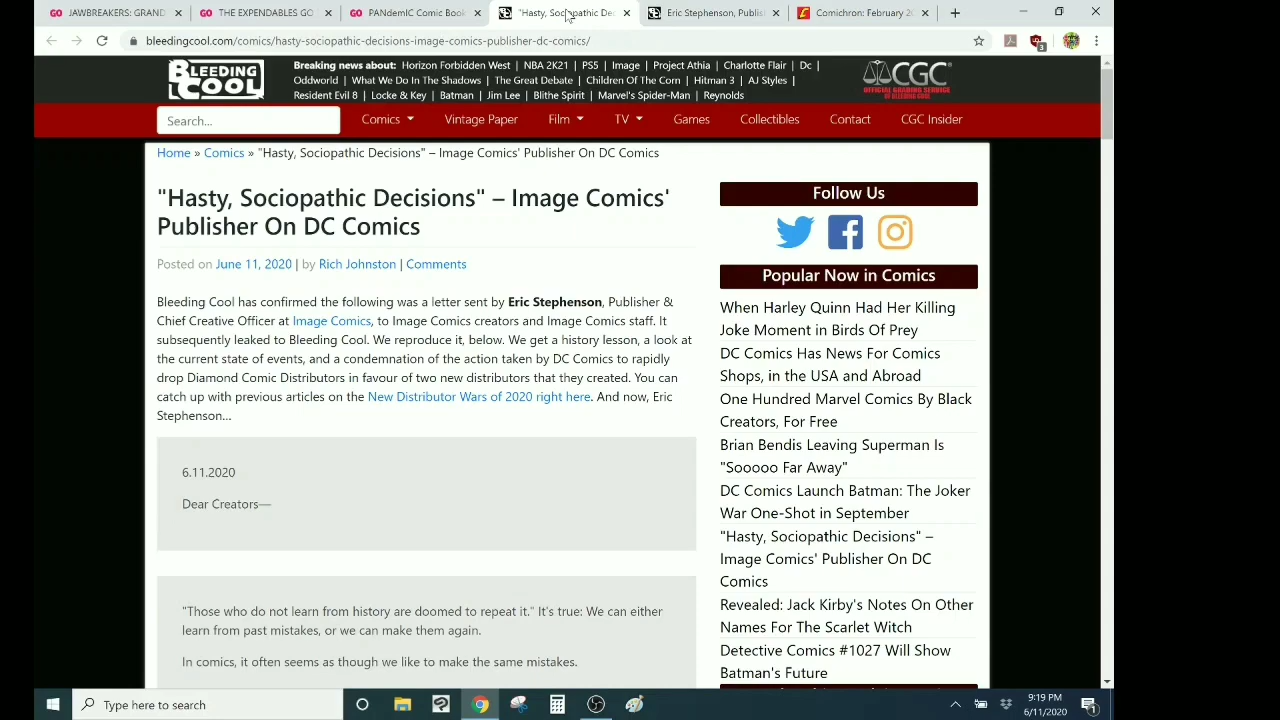 JAWBREAKERS: GRAND
THE EXPENDABLES GO
PANdemIC Comic Book
"Hasty, Sociopathic De
Eric Stephenson, Publish
Comichron: February 20
bleedingcool.com/comics/hasty-sociopathic-decisions-image-comics-publisher-dc-comics/
3
BLEEDING COOL
Breaking news about: Horizon Forbidden West | NBA 2K21 | PS5 | Image | Project Athia | Charlotte Flair | Dc |
Oddworld | What We Do In The Shadows | The Great Debate | Children Of The Corn | Hitman 3 | AJ Styles |
Resident Evil 8 | Locke & Key | Batman | Jim Lee | Blithe Spirit | Marvel's Spider-Man | Reynolds
CGC
OFFICIAL GRADING SERVICE
OF BLEEDING COOL
Search...
Comics
Vintage Paper
Film
TV
Games
Collectibles
Contact
CGC Insider
Home » Comics » "Hasty, Sociopathic Decisions" – Image Comics' Publisher On DC Comics
"Hasty, Sociopathic Decisions" – Image Comics'
Publisher On DC Comics
Posted on June 11, 2020 | by Rich Johnston | Comments
Bleeding Cool has confirmed the following was a letter sent by Eric Stephenson, Publisher &
Chief Creative Officer at Image Comics, to Image Comics creators and Image Comics staff. It
subsequently leaked to Bleeding Cool. We reproduce it, below. We get a history lesson, a look at
the current state of events, and a condemnation of the action taken by DC Comics to rapidly
drop Diamond Comic Distributors in favour of two new distributors that they created. You can
catch up with previous articles on the New Distributor Wars of 2020 right here. And now, Eric
Stephenson...
6.11.2020
Dear Creators—
"Those who do not learn from history are doomed to repeat it." It's true: We can either
learn from past mistakes, or we can make them again.
In comics, it often seems as though we like to make the same mistakes.
Follow Us
Popular Now in Comics
When Harley Quinn Had Her Killing
Joke Moment in Birds Of Prey
DC Comics Has News For Comics
Shops, in the USA and Abroad
One Hundred Marvel Comics By Black
Creators, For Free
Brian Bendis Leaving Superman Is
"Sooooo Far Away"
DC Comics Launch Batman: The Joker
War One-Shot in September
"Hasty, Sociopathic Decisions" –
Image Comics' Publisher On DC
Comics
Revealed: Jack Kirby's Notes On Other
Names For The Scarlet Witch
Detective Comics #1027 Will Show
Batman's Future
Type here to search
9:19 PM
6/11/2020
1